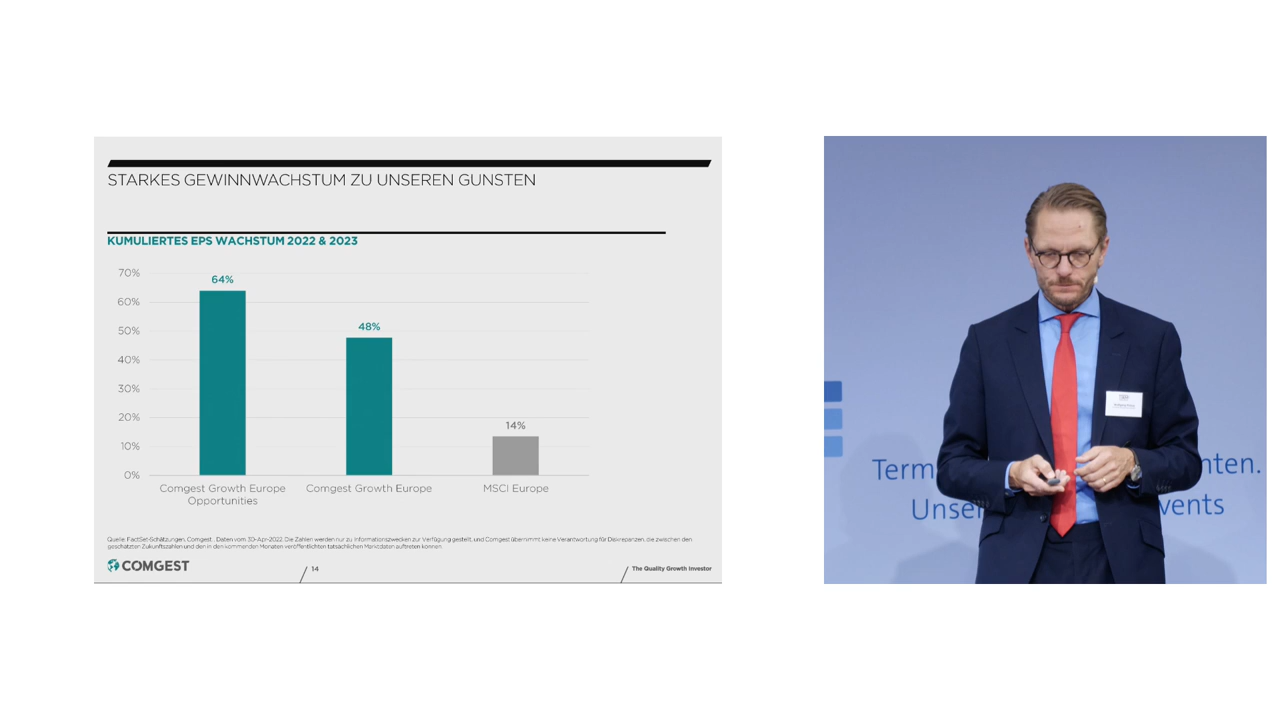 STARKES GEWINNWACHSTUM ZU UNSEREN GUNSTEN
KUMULIERTES EPS WACHSTUM 2022 & 2023
70%
60%
50%
40%
30%
20%
10%
0%
64%
48%
14%
Comgest Growth Europe
Opportunities
Comgest Growth Europe
MSCI Europe
Quelle: FactSet-Schätzungen, Comgest. Daten vom 30-Apr-2022. Die Zahlen werden nur zu Informationszwecken zur Verfügung gestellt, und Comgest übernimmt keine Verantwortung für Diskrepanzen, die zwischen den
geschätzten Zukunftszahlen und den in den kommenden Monaten veröffentlichten tatsächlichen Marktdaten auftreten können.
COMGEST
14
The Quality Growth Investor
Term nten.
Unse vents